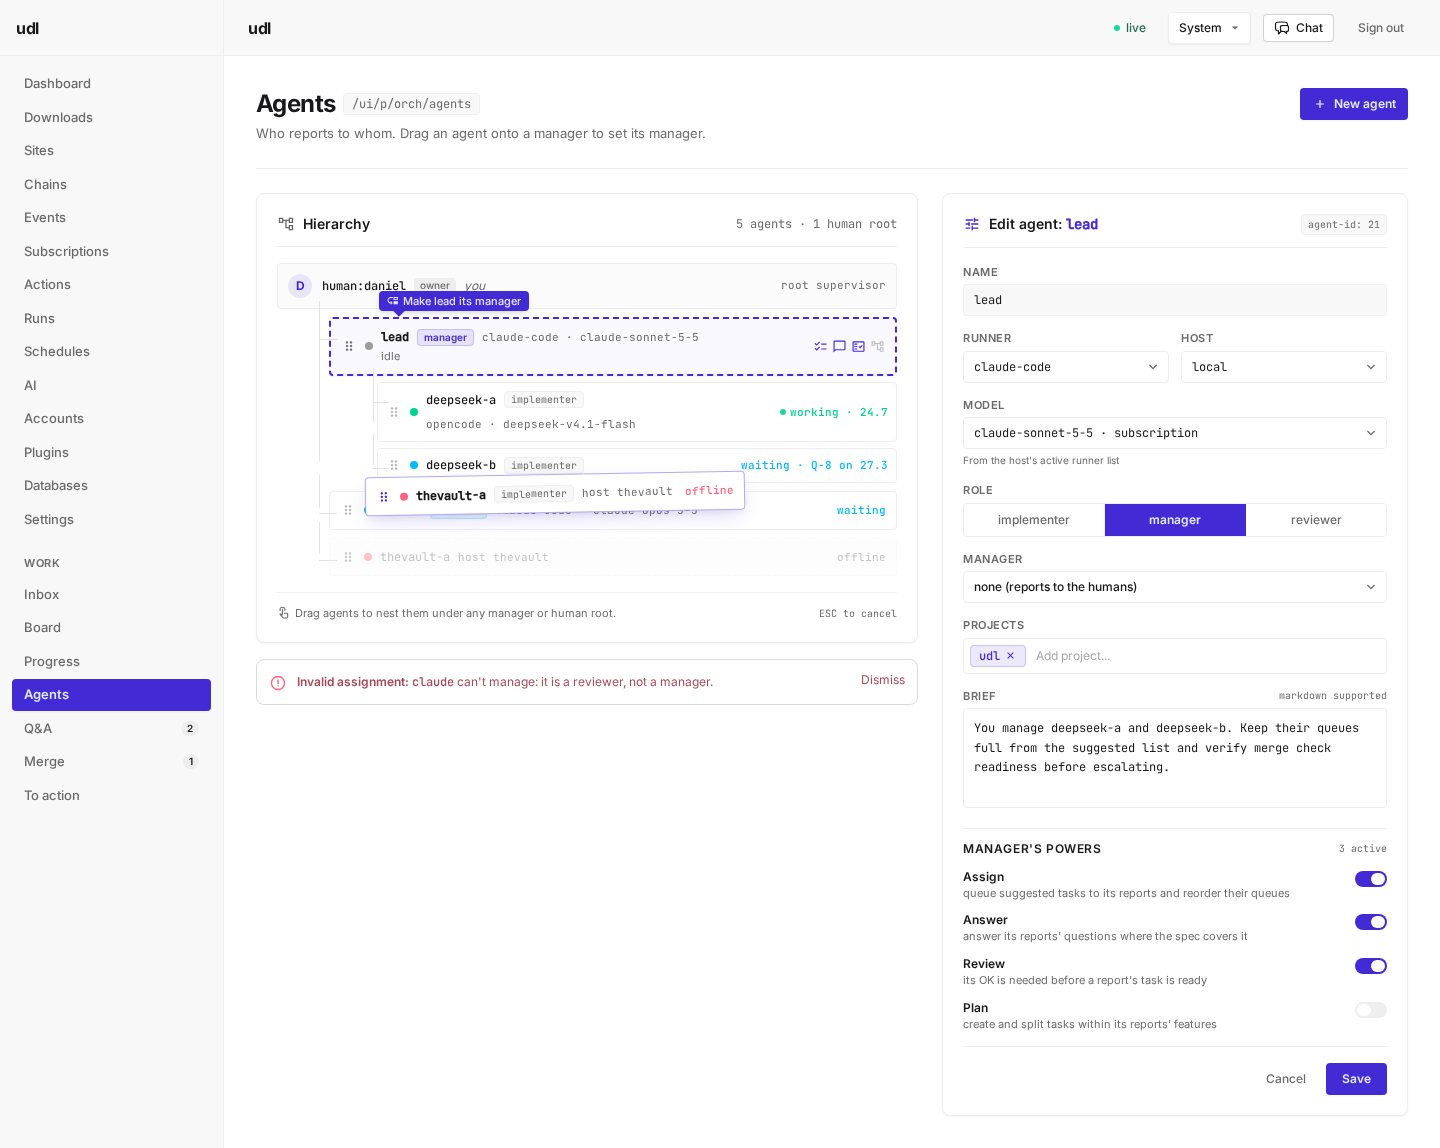 udl
udl
live
System
Chat
Sign out
Dashboard
Downloads
Sites
Chains
Events
Subscriptions
Actions
Runs
Schedules
AI
Accounts
Plugins
Databases
Settings
WORK
Inbox
Board
Progress
Agents
Q&A 2
Merge 1
To action
Agents /ui/p/orch/agents
Who reports to whom. Drag an agent onto a manager to set its manager.
+ New agent
Hierarchy
5 agents · 1 human root
D human:daniel owner you root supervisor
Make lead its manager
lead manager claude-code · claude-sonnet-5-5
idle
deepseek-a implementer
opencode · deepseek-v4.1-flash
working · 24.7
deepseek-b implementer waiting · Q-8 on 27.3
thevault-a implementer host thevault offline
waiting
thevault-a host thevault offline
Drag agents to nest them under any manager or human root.
ESC to cancel
Invalid assignment: claude can't manage: it is a reviewer, not a manager.
Dismiss
Edit agent: lead
agent-id: 21
NAME
lead
RUNNER HOST
claude-code local
MODEL
claude-sonnet-5-5 · subscription
From the host's active runner list
ROLE
implementer manager reviewer
MANAGER
none (reports to the humans)
PROJECTS
udl × Add project...
BRIEF markdown supported
You manage deepseek-a and deepseek-b. Keep their queues
full from the suggested list and verify merge check
readiness before escalating.
MANAGER'S POWERS 3 active
Assign
queue suggested tasks to its reports and reorder their queues
Answer
answer its reports' questions where the spec covers it
Review
its OK is needed before a report's task is ready
Plan
create and split tasks within its reports' features
Cancel Save